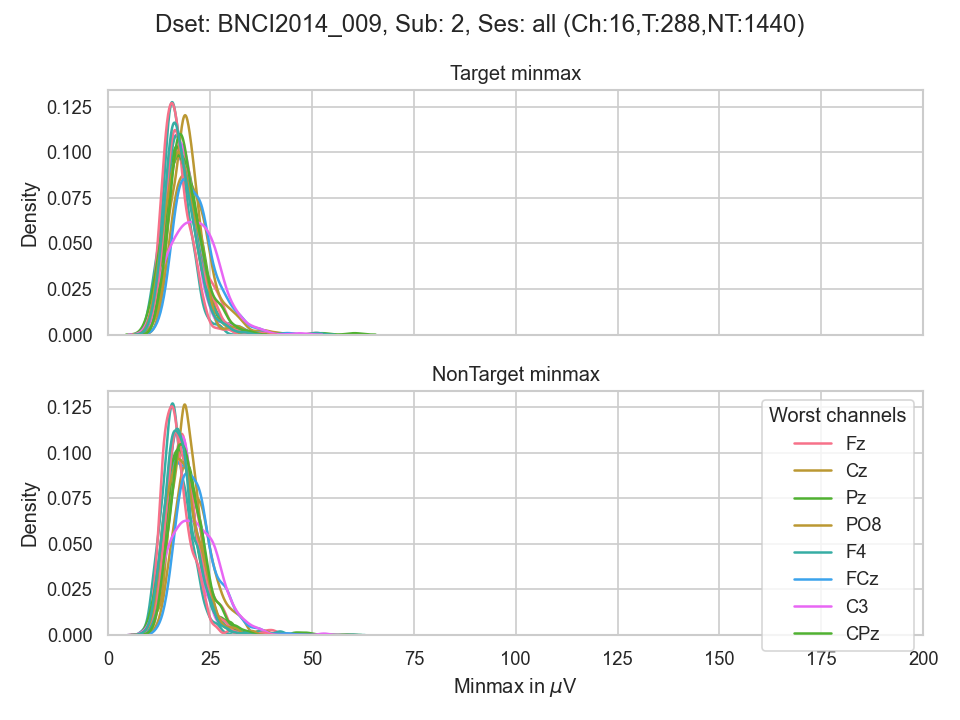 Dset: BNCI2014_009, Sub: 2, Ses: all (Ch:16,T:288,NT:1440)
Target minmax
0.125
0.100
0.075
0.050
0.025
0.000
Density
NonTarget minmax
0.125
0.100
0.075
0.050
0.025
0.000
Density
Worst channels
Fz
Cz
Pz
PO8
F4
FCz
C3
CPz
0 25 50 75 100 125 150 175 200
Minmax in μV